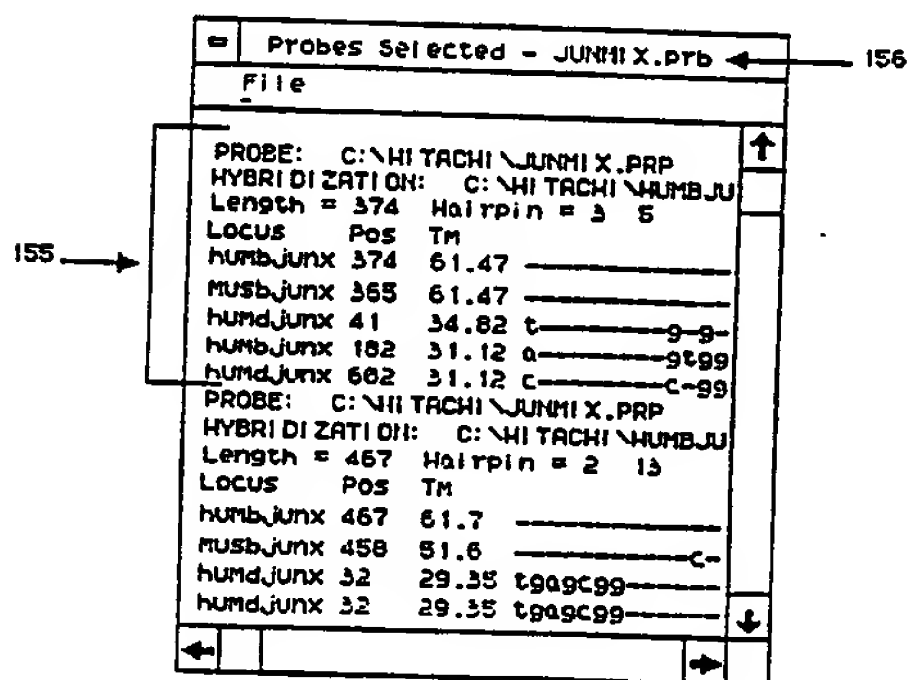 Probes Selected - JUNMIX.prb
156
File
155
PROBE: C:\HITACHI\JUNMIX.PRP
HYBRIDIZATION: C:\HITACHI\HUMBJU
Length = 374 Hairpin = 3 5
Locus Pos TM
humbjunx 374 61.47 ----------------
musbjunx 365 61.47 ----------------
humdjunx 41 34.82 t----------g-g-
humbjunx 182 31.12 a----------gtgg
humdjunx 602 31.12 c----------c-gg
PROBE: C:\HITACHI\JUNMIX.PRP
HYBRIDIZATION: C:\HITACHI\HUMBJU
Length = 467 Hairpin = 2 13
Locus Pos TM
humbjunx 467 61.7 ----------------
musbjunx 458 51.6 --------------c-
humdjunx 32 29.35 tgagcgg-------
humdjunx 32 29.35 tgagcgg-------